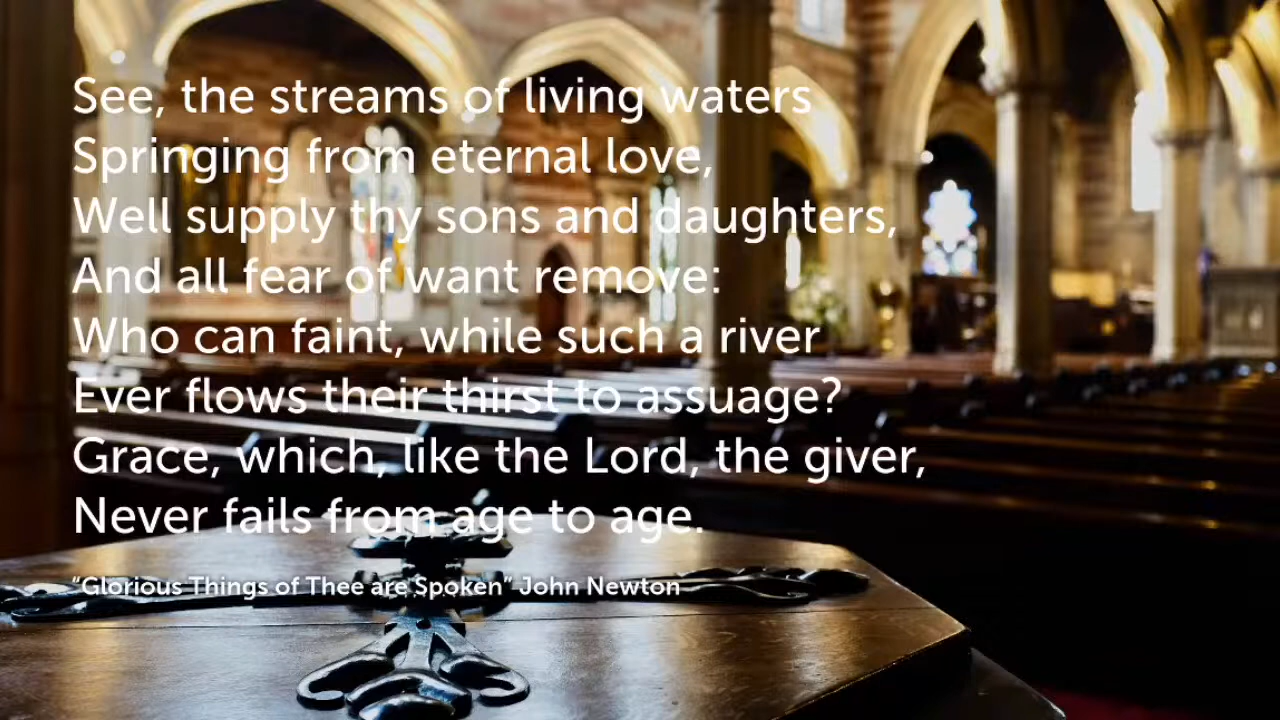 See, the streams of living waters
Springing from eternal love,
Well supply thy sons and daughters,
And all fear of want remove:
Who can faint, while such a river
Ever flows their thirst to assuage?
Grace, which, like the Lord, the giver,
Never fails from age to age.
“Glorious Things of Thee are Spoken” John Newton